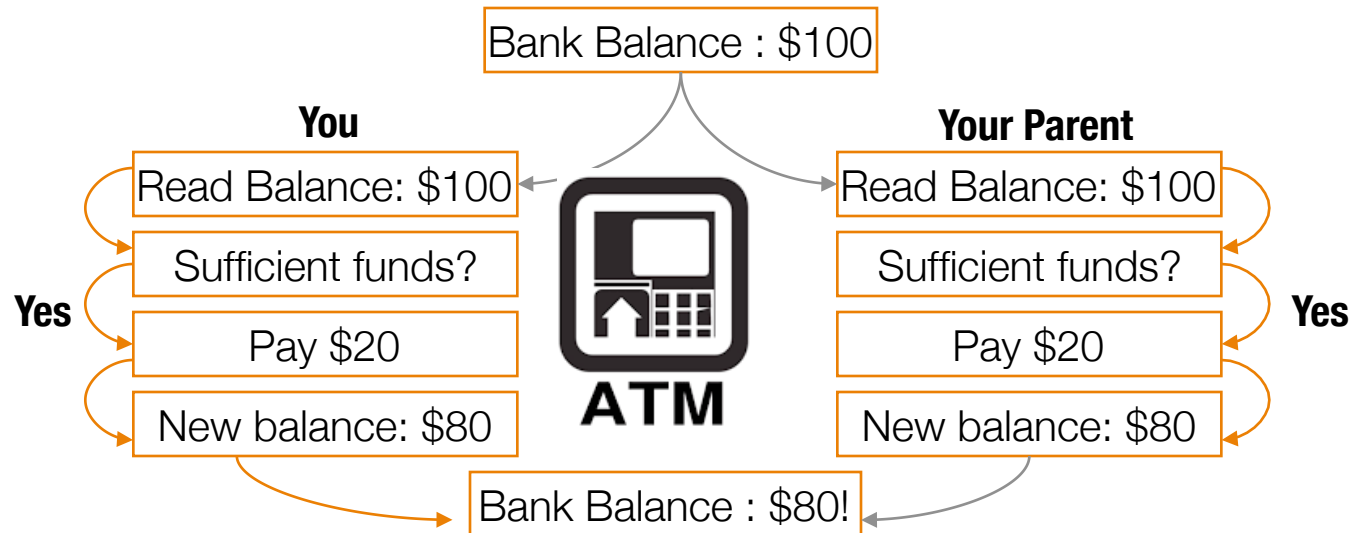 Bank Balance : $100
You
Read Balance: $100
Sufficient funds?
Yes
Pay $20
New balance: $80
ATM
Your Parent
Read Balance: $100
Sufficient funds?
Yes
Pay $20
New balance: $80
Bank Balance : $80!